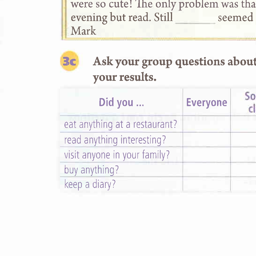 were so cute! The only problem was tha
evening but read. Still ________ seemed
Mark
3c Ask your group questions about
your results.
Did you ... Everyone So
cl
eat anything at a restaurant?
read anything interesting?
visit anyone in your family?
buy anything?
keep a diary?